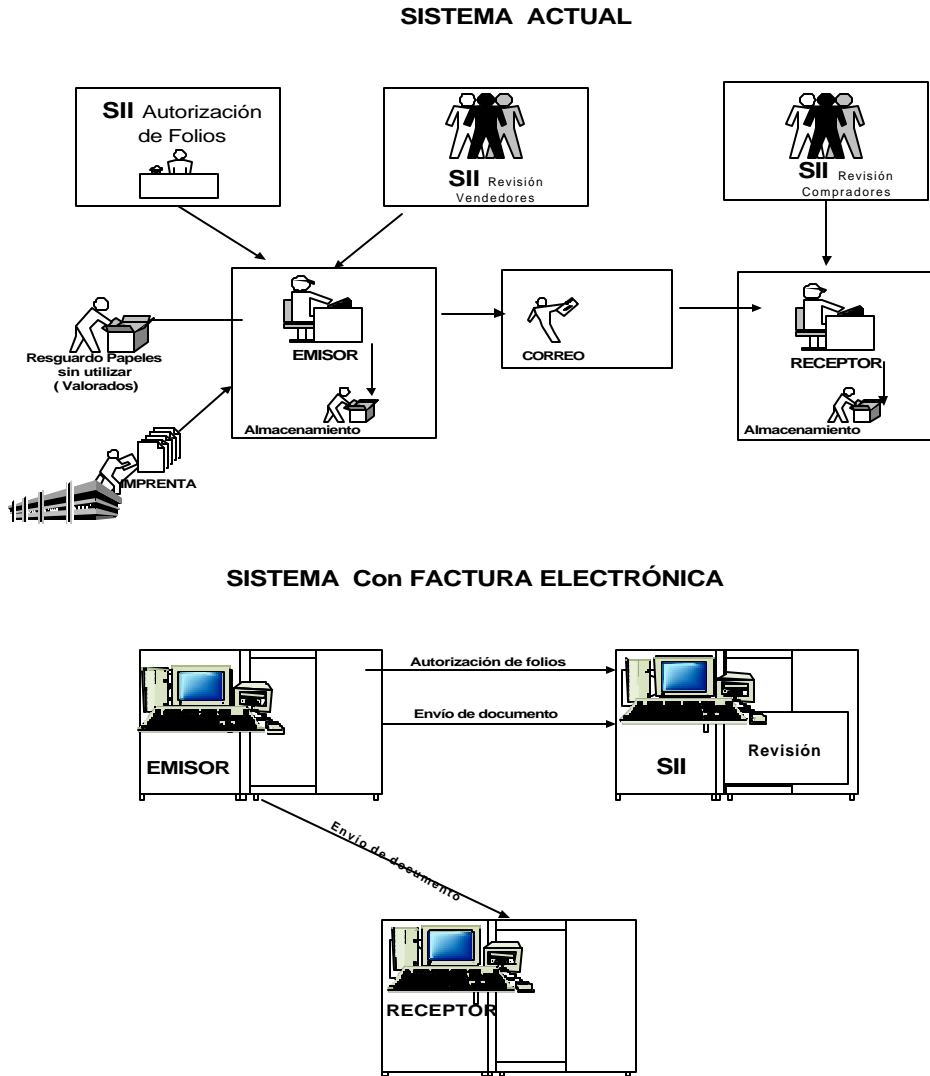 SISTEMA ACTUAL
SII Autorización
de Folios
SII Revisión
Vendedores
SII Revisión
Compradores
Resguardo Papeles
sin utilizar
( Valorados)
EMISOR
Almacenamiento
CORREO
RECEPTOR
Almacenamiento
IMPRENTA
SISTEMA Con FACTURA ELECTRÓNICA
Autorización de folios
Envío de documento
EMISOR
SII
Revisión
Envío de documento
RECEPTOR